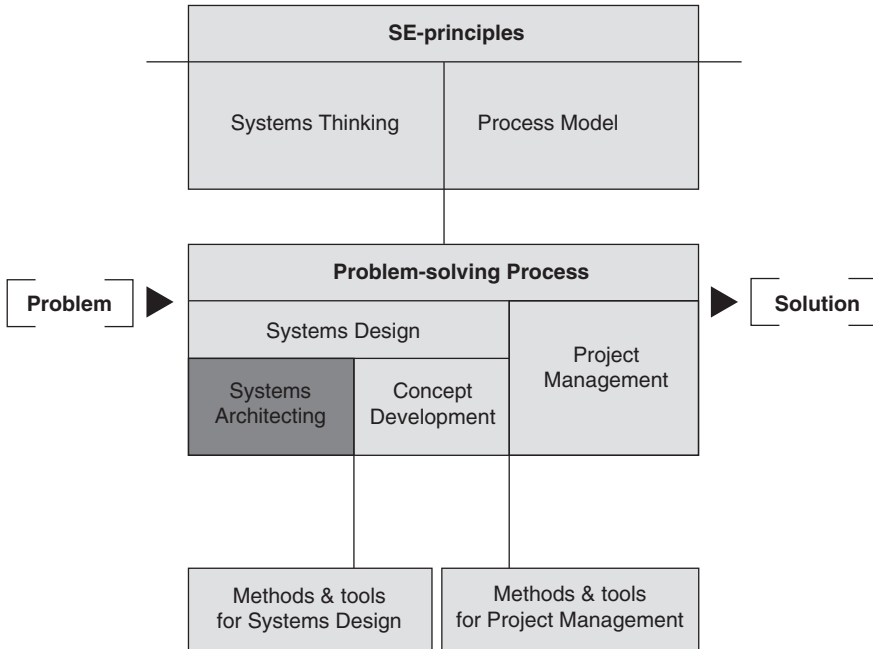 SE-principles
Systems Thinking
Process Model
Problem-solving Process
Problem
Solution
Systems Design
Project
Management
Systems
Architecting
Concept
Development
Methods & tools
for Systems Design
Methods & tools
for Project Management